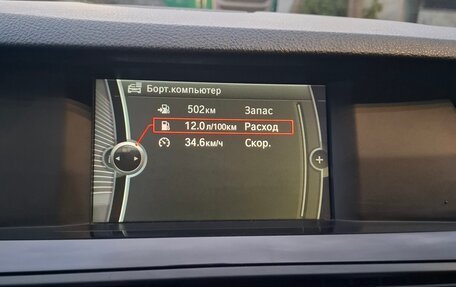 Борт.компьютер
502км Запас
12.0л/100км Расход
34.6км/ч Скор.